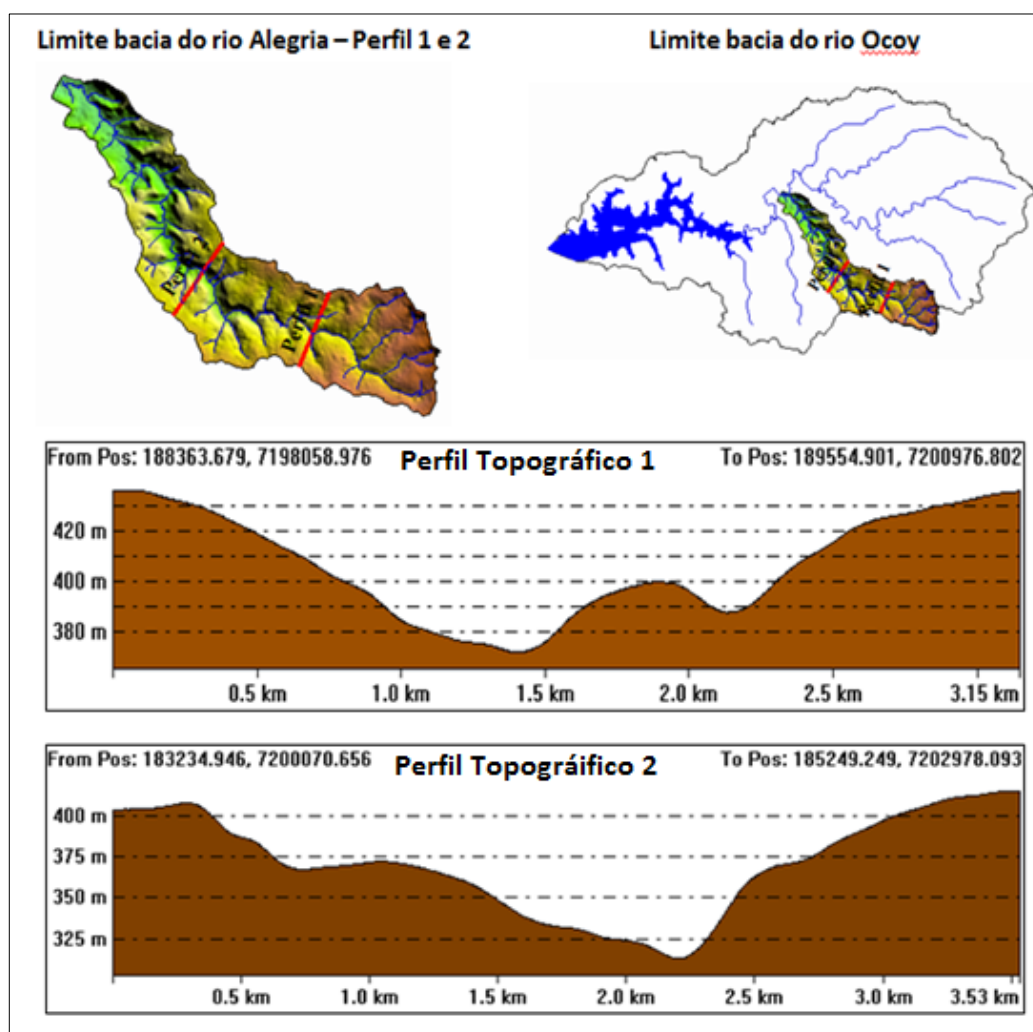 Limite bacia do rio Alegria – Perfil 1 e 2
Limite bacia do rio Ocoy
Perfil 1
From Pos: 188363.679, 7198058.976
Perfil Topográfico 1
To Pos: 189554.901, 7200976.802
420 m
400 m
380 m
0.5 km
1.0 km
1.5 km
2.0 km
2.5 km
3.15 km
From Pos: 183234.946, 7200070.656
Perfil Topográifico 2
To Pos: 185249.249, 7202978.093
400 m
375 m
350 m
325 m
0.5 km
1.0 km
1.5 km
2.0 km
2.5 km
3.0 km
3.53 km